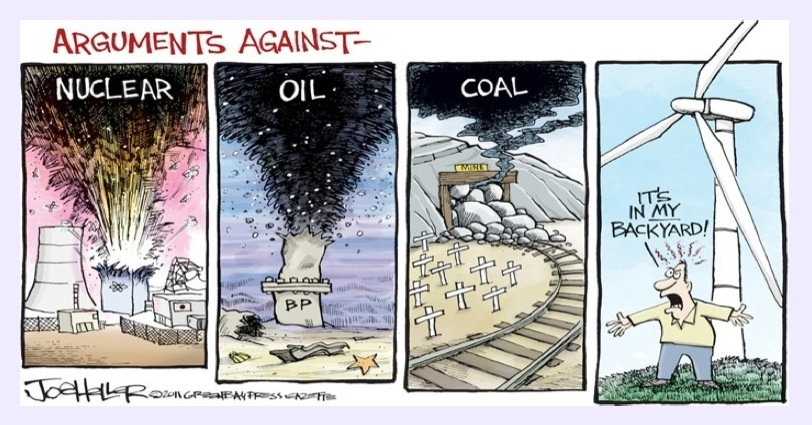 ARGUMENTS AGAINST-
NUCLEAR
OIL
BP
COAL
MINE
IT'S
IN MY
BACKYARD!
JOE HELLER ©2011 GREEN BAY PRESS GAZETTE